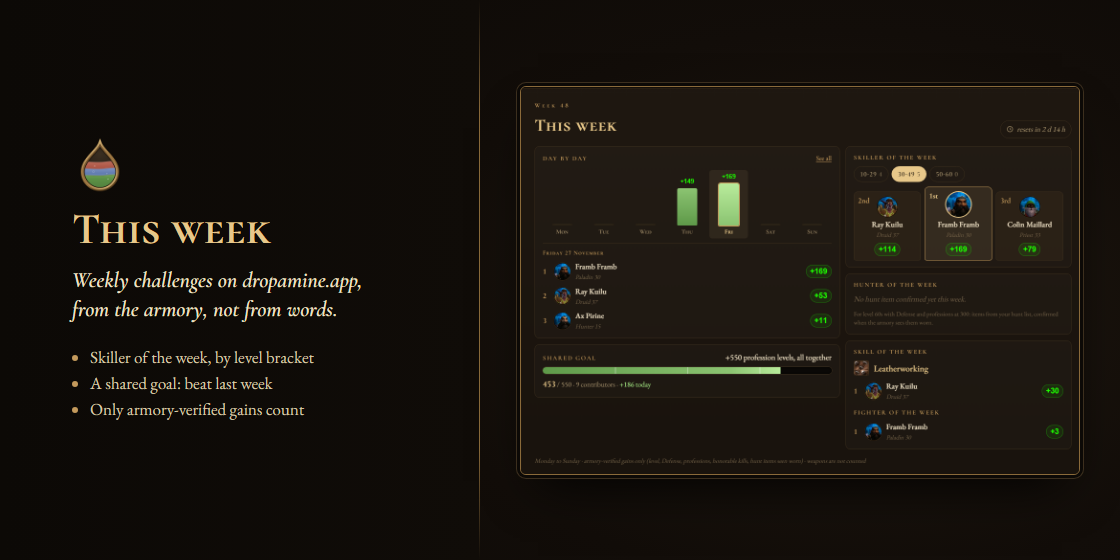 This week
Weekly challenges on dropamine.app,
from the armory, not from words.
Skiller of the week, by level bracket
A shared goal: beat last week
Only armory-verified gains count
Week 48
This week
resets in 2 d 14 h
Day by day
See all
+149
+169
Mon Tue Wed Thu Fri Sat Sun
1 Framb Framb +169
Paladin 30
2 Ray Kuilu +53
Druid 37
3 Ax Pirine +11
Hunter 33
Shared goal +550 profession levels, all together
453 / 550 · 9 contributors · +186 today
Skiller of the week
10-29 30-49 5 50-60 0
2nd 1st 3rd
Ray Kuilu Framb Framb Colin Maillard
Druid 37 Paladin 30
+114 +169 +79
Hunter of the week
No hunt item confirmed yet this week.
Skill of the week
Leatherworking
1 Ray Kuilu +30
Druid 37
Fighter of the week
1 Framb Framb +3
Paladin 30